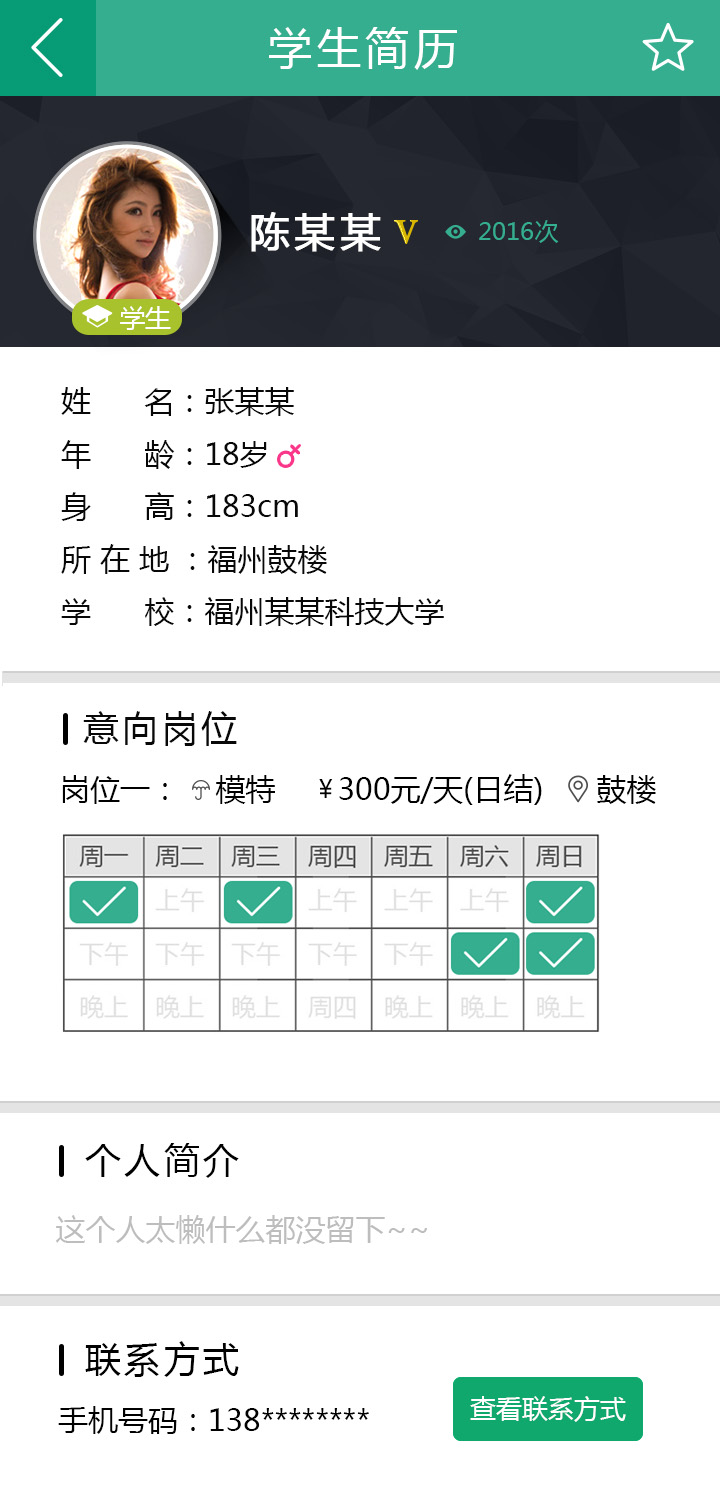 学生简历
陈某某 V 2016次
学生
姓 名：张某某
年 龄：18岁
身 高：183cm
所在地：福州鼓楼
学 校：福州某某科技大学
意向岗位
岗位一： 模特 ¥300元/天(日结) 鼓楼
周一 周二 周三 周四 周五 周六 周日
上午 上午 上午 上午
下午 下午 下午 下午 下午
晚上 晚上 晚上 周四 晚上 晚上 晚上
个人简介
这个人太懒什么都没留下~~
联系方式
手机号码：138********
查看联系方式